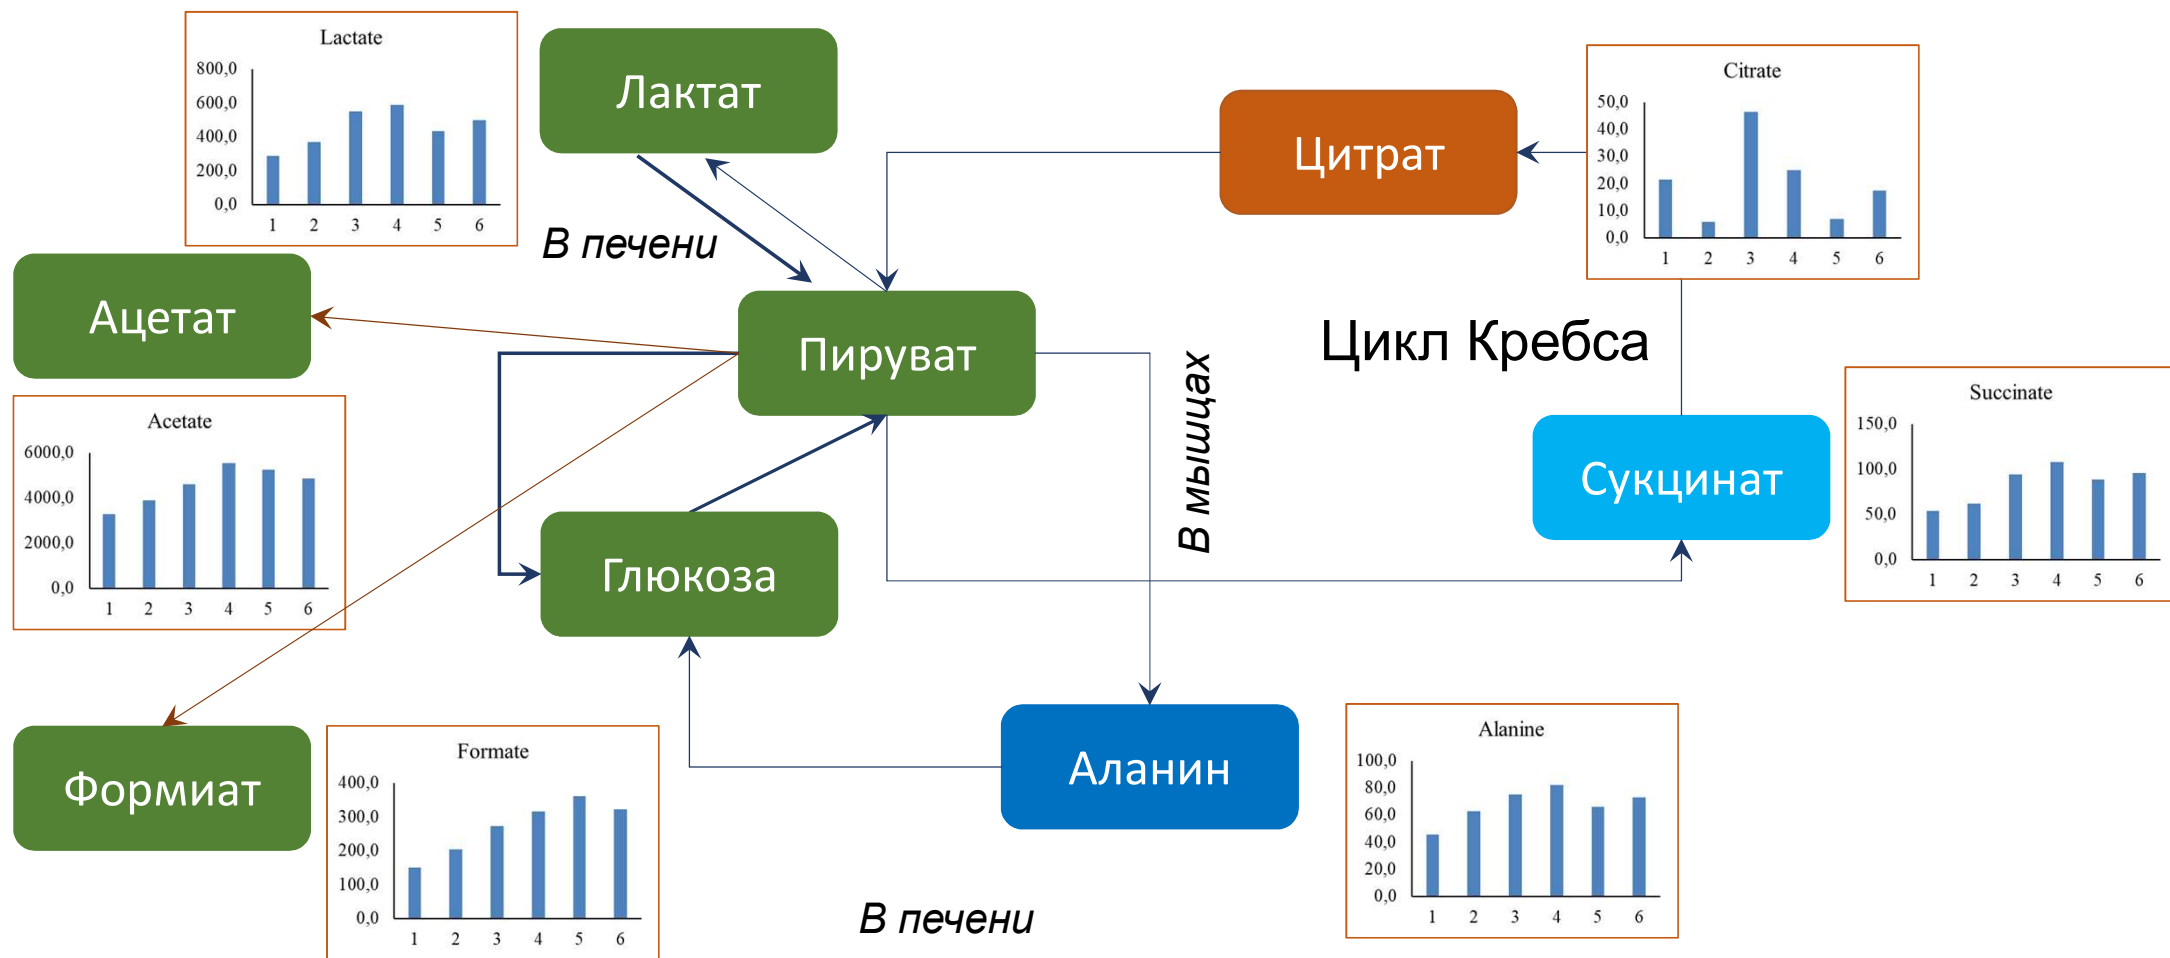 Lactate
800,0
600,0
400,0
200,0
0,0
1 2 3 4 5 6
Лактат
Цитрат
Citrate
50,0
40,0
30,0
20,0
10,0
0,0
1 2 3 4 5 6
В печени
Ацетат
Пируват
Цикл Кребса
В мышцах
Acetate
6000,0
4000,0
2000,0
0,0
1 2 3 4 5 6
Глюкоза
Сукцинат
Succinate
150,0
100,0
50,0
0,0
1 2 3 4 5 6
Формиат
Formate
400,0
300,0
200,0
100,0
0,0
1 2 3 4 5 6
Аланин
Alanine
100,0
80,0
60,0
40,0
20,0
0,0
1 2 3 4 5 6
В печени